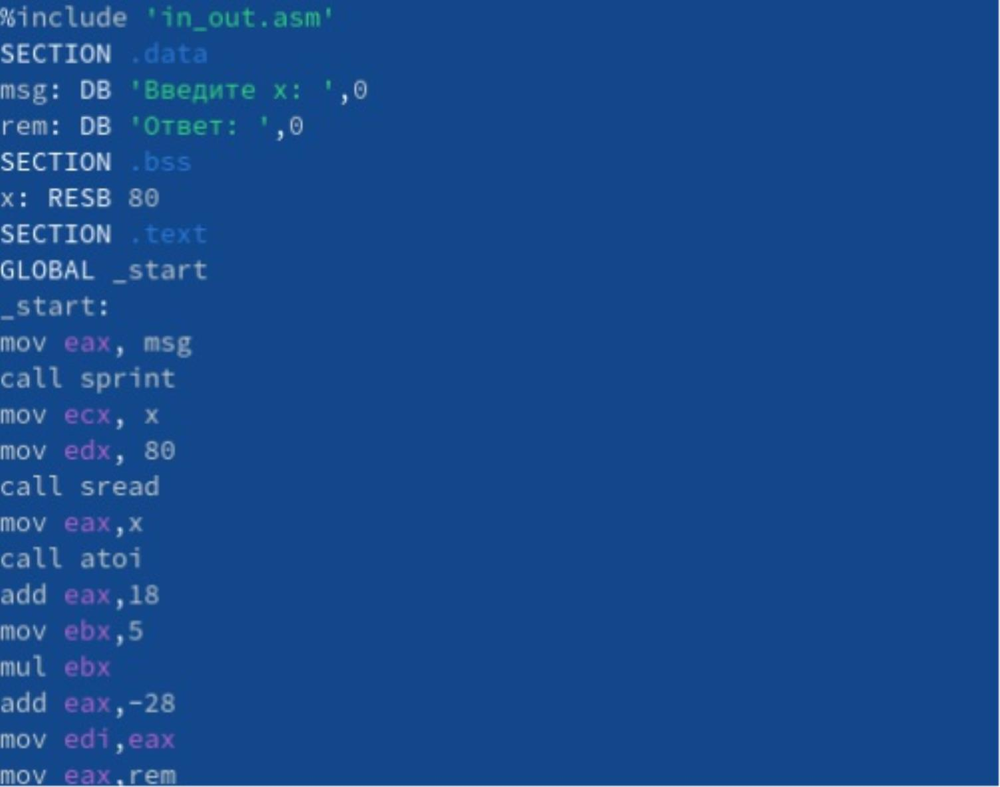 %include 'in_out.asm'
SECTION .data
msg: DB 'Введите x: ',0
rem: DB 'Ответ: ',0
SECTION .bss
x: RESB 80
SECTION .text
GLOBAL _start
_start:
mov eax, msg
call sprint
mov ecx, x
mov edx, 80
call sread
mov eax,x
call atoi
add eax,18
mov ebx,5
mul ebx
add eax,-28
mov edi,eax
mov eax,rem